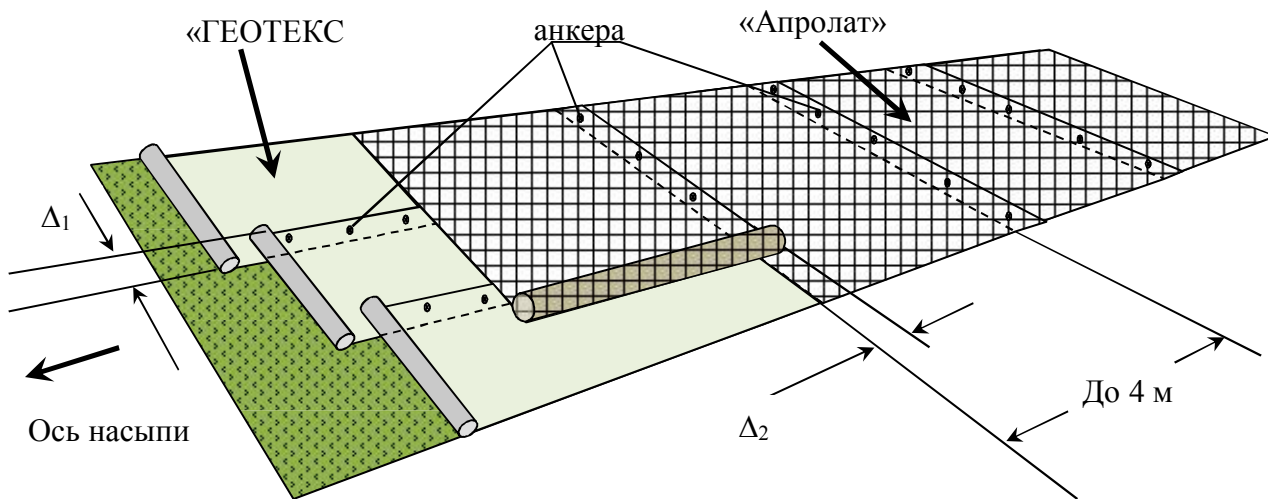 «ГЕОТЕКС
анкера
«Апролат»
Δ1
Ось насыпи
Δ2
До 4 м